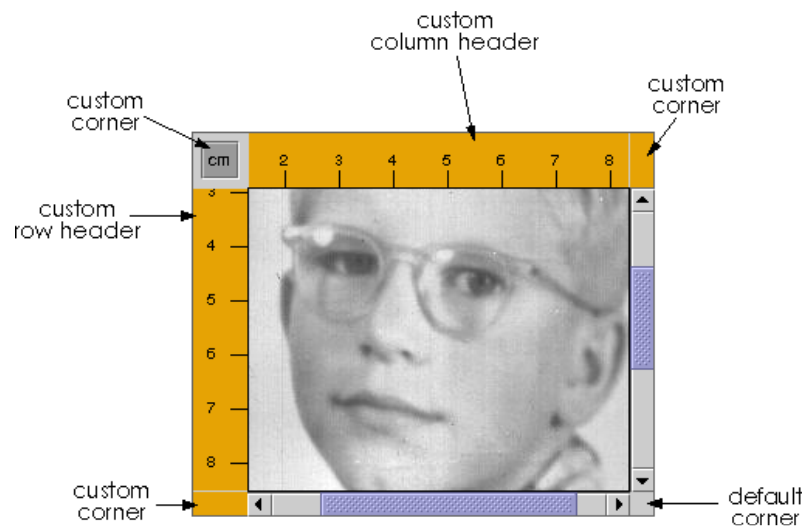 custom
column header
custom
corner
custom
corner
cm
2 3 4 5 6 7 8
custom
row header
3
4
5
6
7
8
custom
corner
default
corner